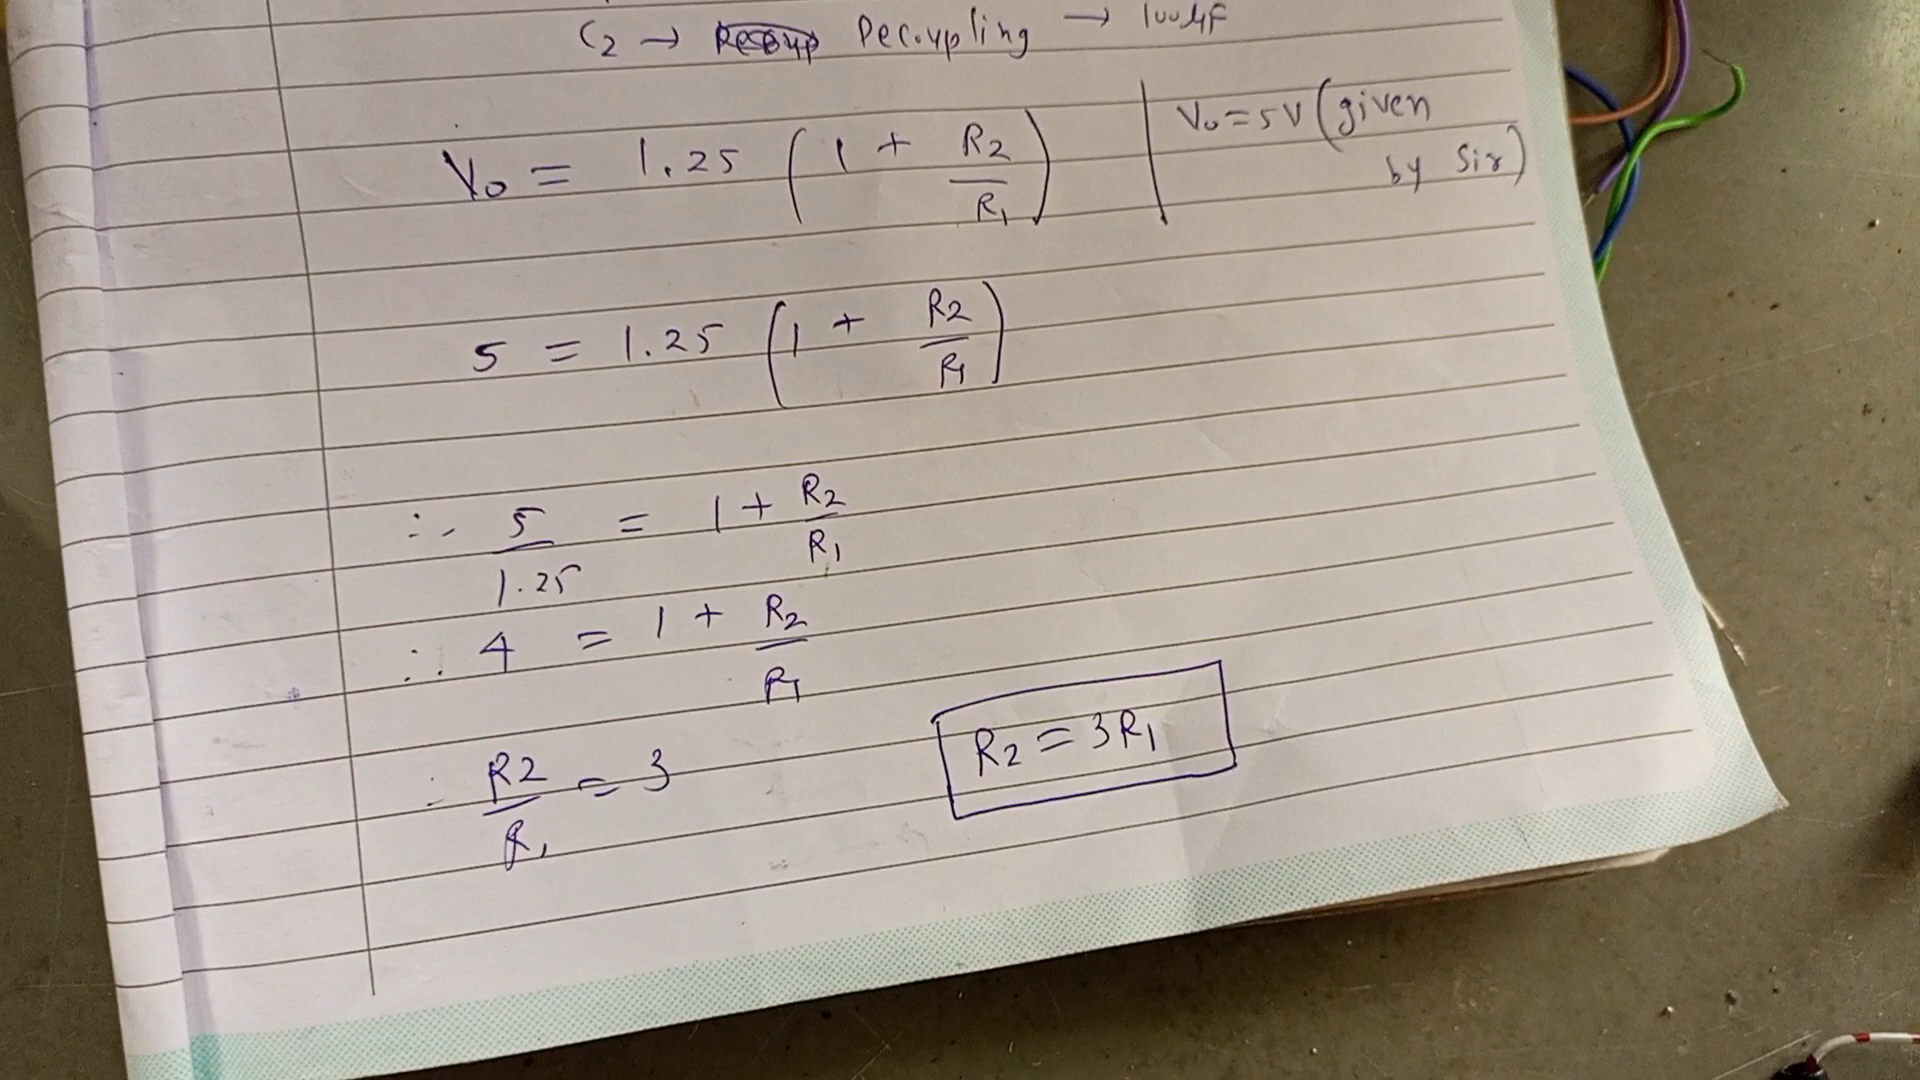 C2 → Decoupling → 100μF
Vo = 1.25 (1 + R2/R1)
Vo = 5V (given
by Sir)
5 = 1.25 (1 + R2/R1)
∴ 5/1.25 = 1 + R2/R1
∴ 4 = 1 + R2/R1
∴ R2/R1 = 3
R2 = 3R1